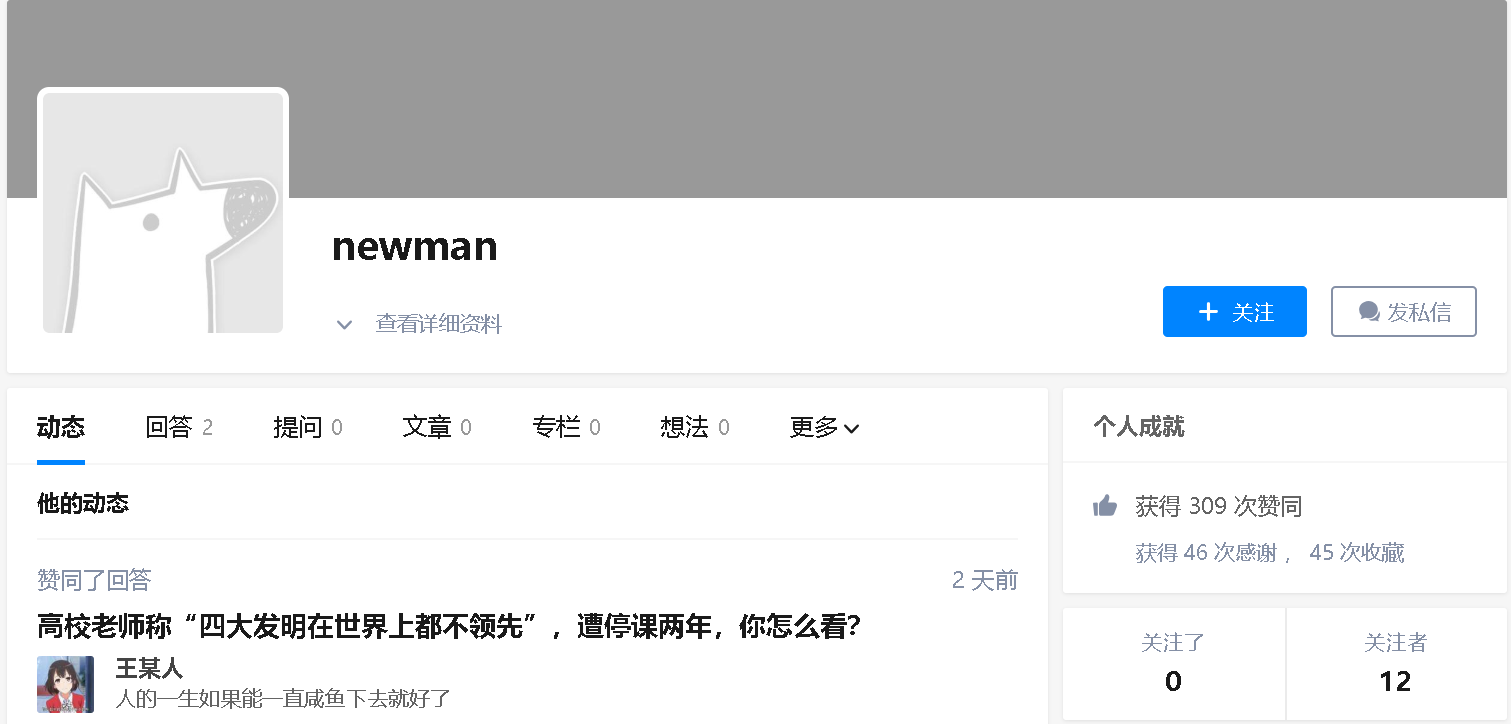 newman
查看详细资料
关注
发私信
动态 回答 2 提问 0 文章 0 专栏 0 想法 0 更多
他的动态
赞同了回答 2 天前
高校老师称“四大发明在世界上都不领先”，遭停课两年，你怎么看?
王某人
人的一生如果能一直咸鱼下去就好了
个人成就
获得 309 次赞同
获得 46 次感谢 ， 45 次收藏
关注了 关注者
0 12